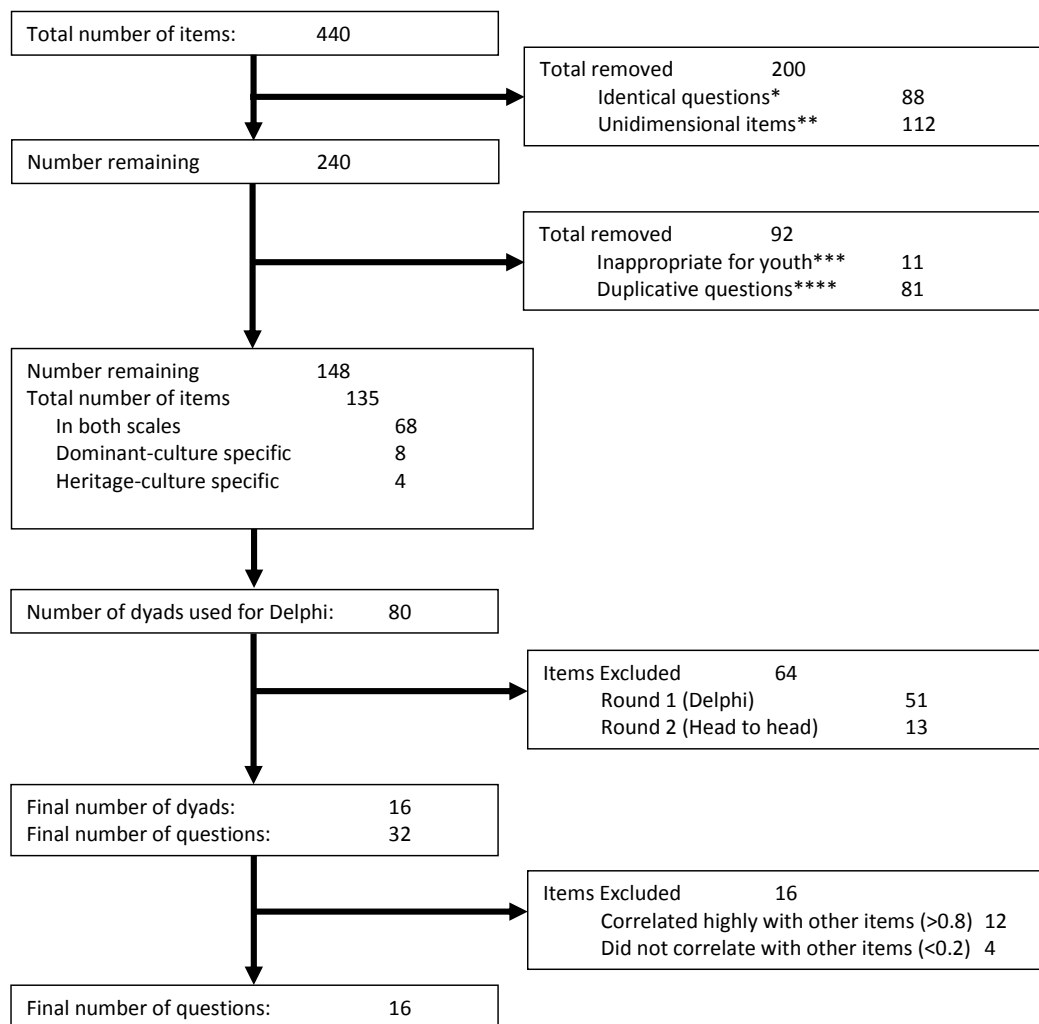 Total number of items: 440
Total removed 200
Identical questions* 88
Unidimensional items** 112
Number remaining 240
Total removed 92
Inappropriate for youth*** 11
Duplicative questions**** 81
Number remaining 148
Total number of items 135
In both scales 68
Dominant-culture specific 8
Heritage-culture specific 4
Number of dyads used for Delphi: 80
Items Excluded 64
Round 1 (Delphi) 51
Round 2 (Head to head) 13
Final number of dyads: 16
Final number of questions: 32
Items Excluded 16
Correlated highly with other items (>0.8) 12
Did not correlate with other items (<0.2) 4
Final number of questions: 16